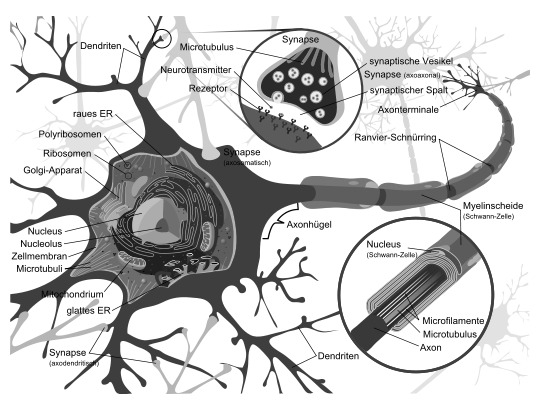 Dendriten
Synapse
Microtubulus
Neurotransmitter
Rezeptor
synaptische Vesikel
Synapse (axoaxonal)
synaptischer Spalt
Axonterminale
raues ER
Polyribosomen
Ribosomen
Golgi-Apparat
Synapse
(axosomatisch)
Ranvier-Schnürring
Myelinscheide
(Schwann-Zelle)
Nucleus
Nucleolus
Zellmembran
Microtubuli
Axonhügel
Nucleus
(Schwann-Zelle)
Mitochondrium
glattes ER
Microfilamente
Microtubulus
Axon
Synapse
(axodendritisch)
Dendriten